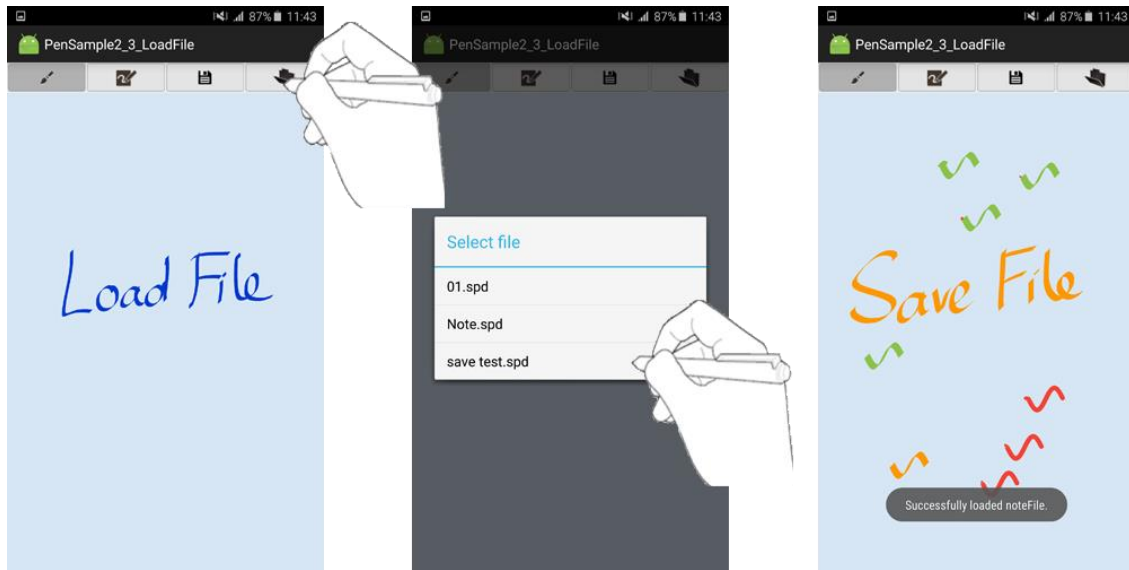 87% 11:43
PenSample2_3_LoadFile
Load File
87% 11:43
PenSample2_3_LoadFile
Select file
01.spd
Note.spd
save test.spd
87% 11:43
PenSample2_3_LoadFile
Save File
Successfully loaded noteFile.